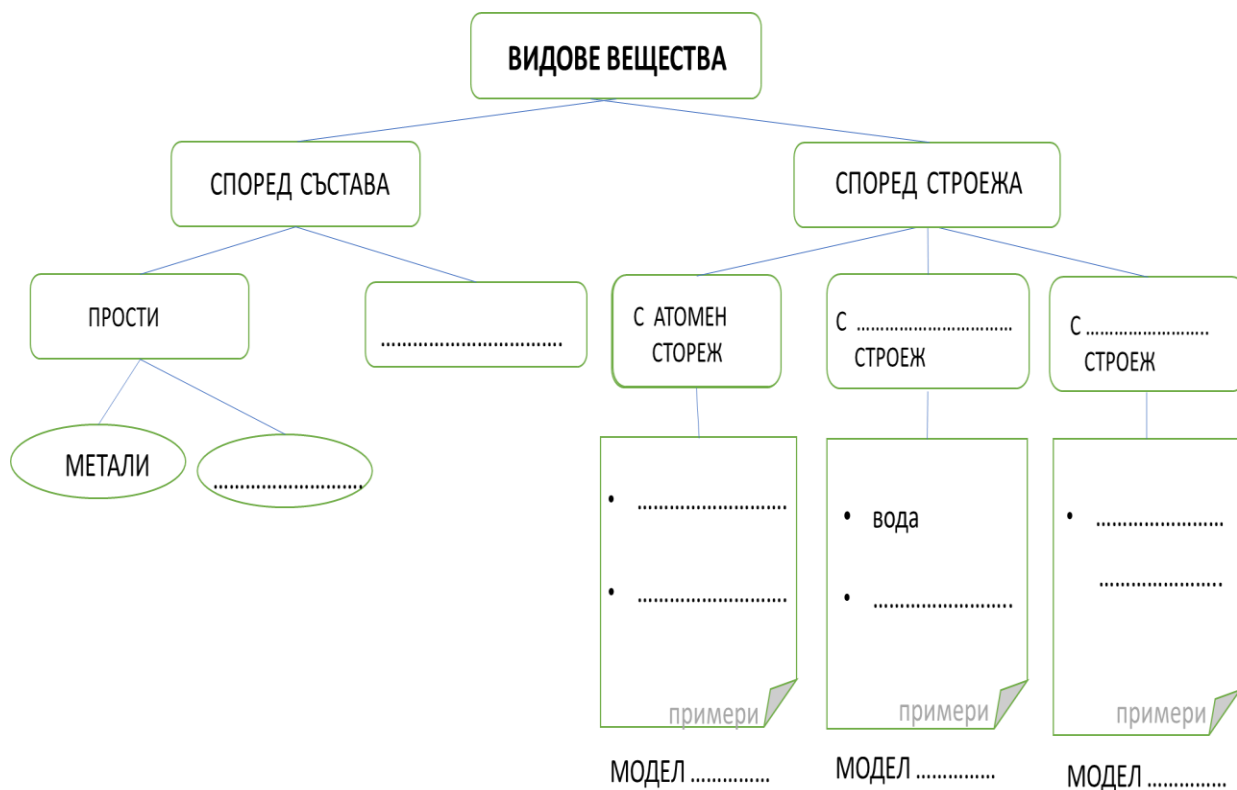 ВИДОВЕ ВЕЩЕСТВА
СПОРЕД СЪСТАВА
СПОРЕД СТРОЕЖА
ПРОСТИ
....................................
С АТОМЕН
СТОРЕЖ
С ..................................
СТРОЕЖ
С ...........................
СТРОЕЖ
МЕТАЛИ
............................
• ............................
• ............................
примери
• вода
• ..........................
примери
• ........................
.......................
примери
МОДЕЛ ...............
МОДЕЛ ...............
МОДЕЛ ...............